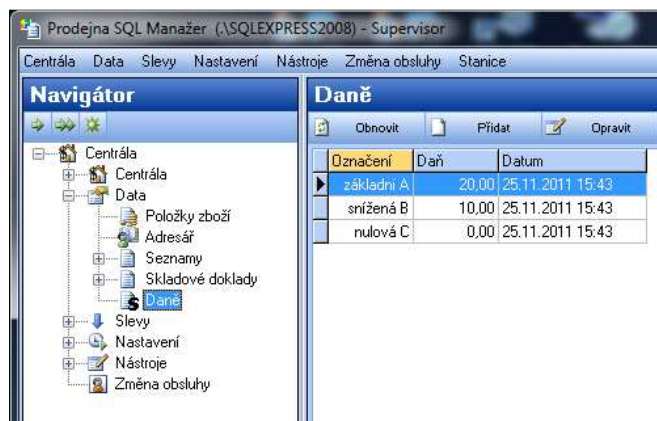 Prodejna SQL Manažer (.\SQLEXPRESS2008) - Supervisor
Centrála Data Slevy Nastavení Nástroje Změna obsluhy Stanice
Navigátor
Centrála
Centrála
Data
Položky zboží
Adresář
Seznamy
Skladové doklady
Daně
Slevy
Nastavení
Nástroje
Změna obsluhy
Daně
Obnovit Přidat Opravit
Označení Daň Datum
základni A 20,00 25.11.2011 15:43
snížená B 10,00 25.11.2011 15:43
nulová C 0,00 25.11.2011 15:43